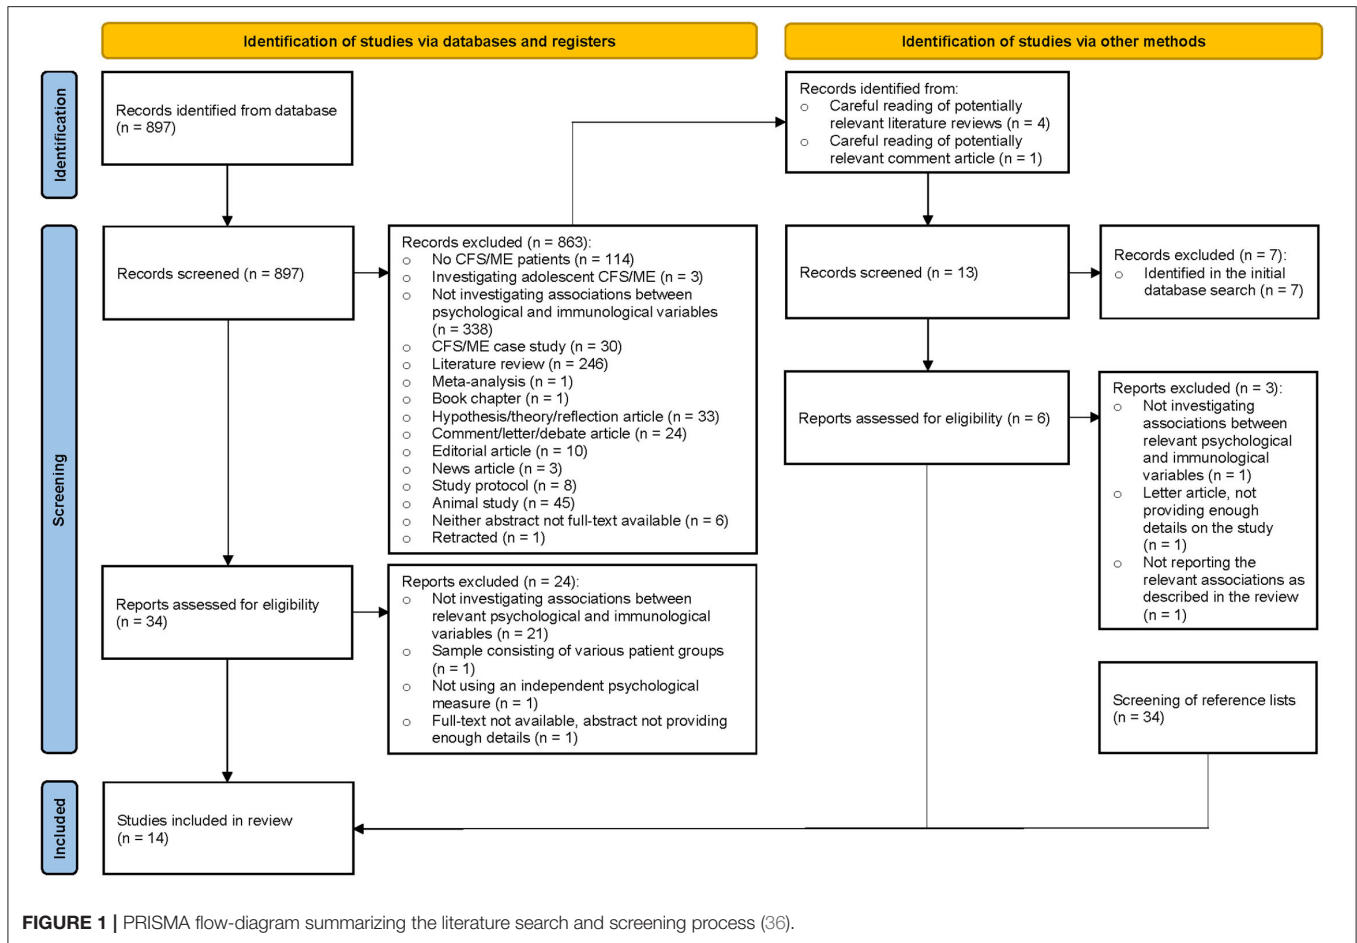 Identification of studies via databases and registers
Identification of studies via other methods
Identification
Records identified from database
(n = 897)
Records identified from:
o Careful reading of potentially
relevant literature reviews (n = 4)
o Careful reading of potentially
relevant comment article (n = 1)
Screening
Records screened (n = 897)
Records excluded (n = 863):
o No CFS/ME patients (n = 114)
o Investigating adolescent CFS/ME (n = 3)
o Not investigating associations between
psychological and immunological variables
(n = 338)
o CFS/ME case study (n = 30)
o Literature review (n = 246)
o Meta-analysis (n = 1)
o Book chapter (n = 1)
o Hypothesis/theory/reflection article (n = 33)
o Comment/letter/debate article (n = 24)
o Editorial article (n = 10)
o News article (n = 3)
o Study protocol (n = 8)
o Animal study (n = 45)
o Neither abstract not full-text available (n = 6)
o Retracted (n = 1)
Records screened (n = 13)
Records excluded (n = 7):
o Identified in the initial
database search (n = 7)
Reports assessed for eligibility (n = 6)
Reports excluded (n = 3):
o Not investigating
associations between
relevant psychological
and immunological
variables (n = 1)
o Letter article, not
providing enough
details on the study
(n = 1)
o Not reporting the
relevant associations as
described in the review
(n = 1)
Reports assessed for eligibility
(n = 34)
Reports excluded (n = 24):
o Not investigating associations between
relevant psychological and immunological
variables (n = 21)
o Sample consisting of various patient groups
(n = 1)
o Not using an independent psychological
measure (n = 1)
o Full-text not available, abstract not providing
enough details (n = 1)
Screening of reference lists
(n = 34)
Included
Studies included in review
(n = 14)
FIGURE 1 | PRISMA flow-diagram summarizing the literature search and screening process (36).